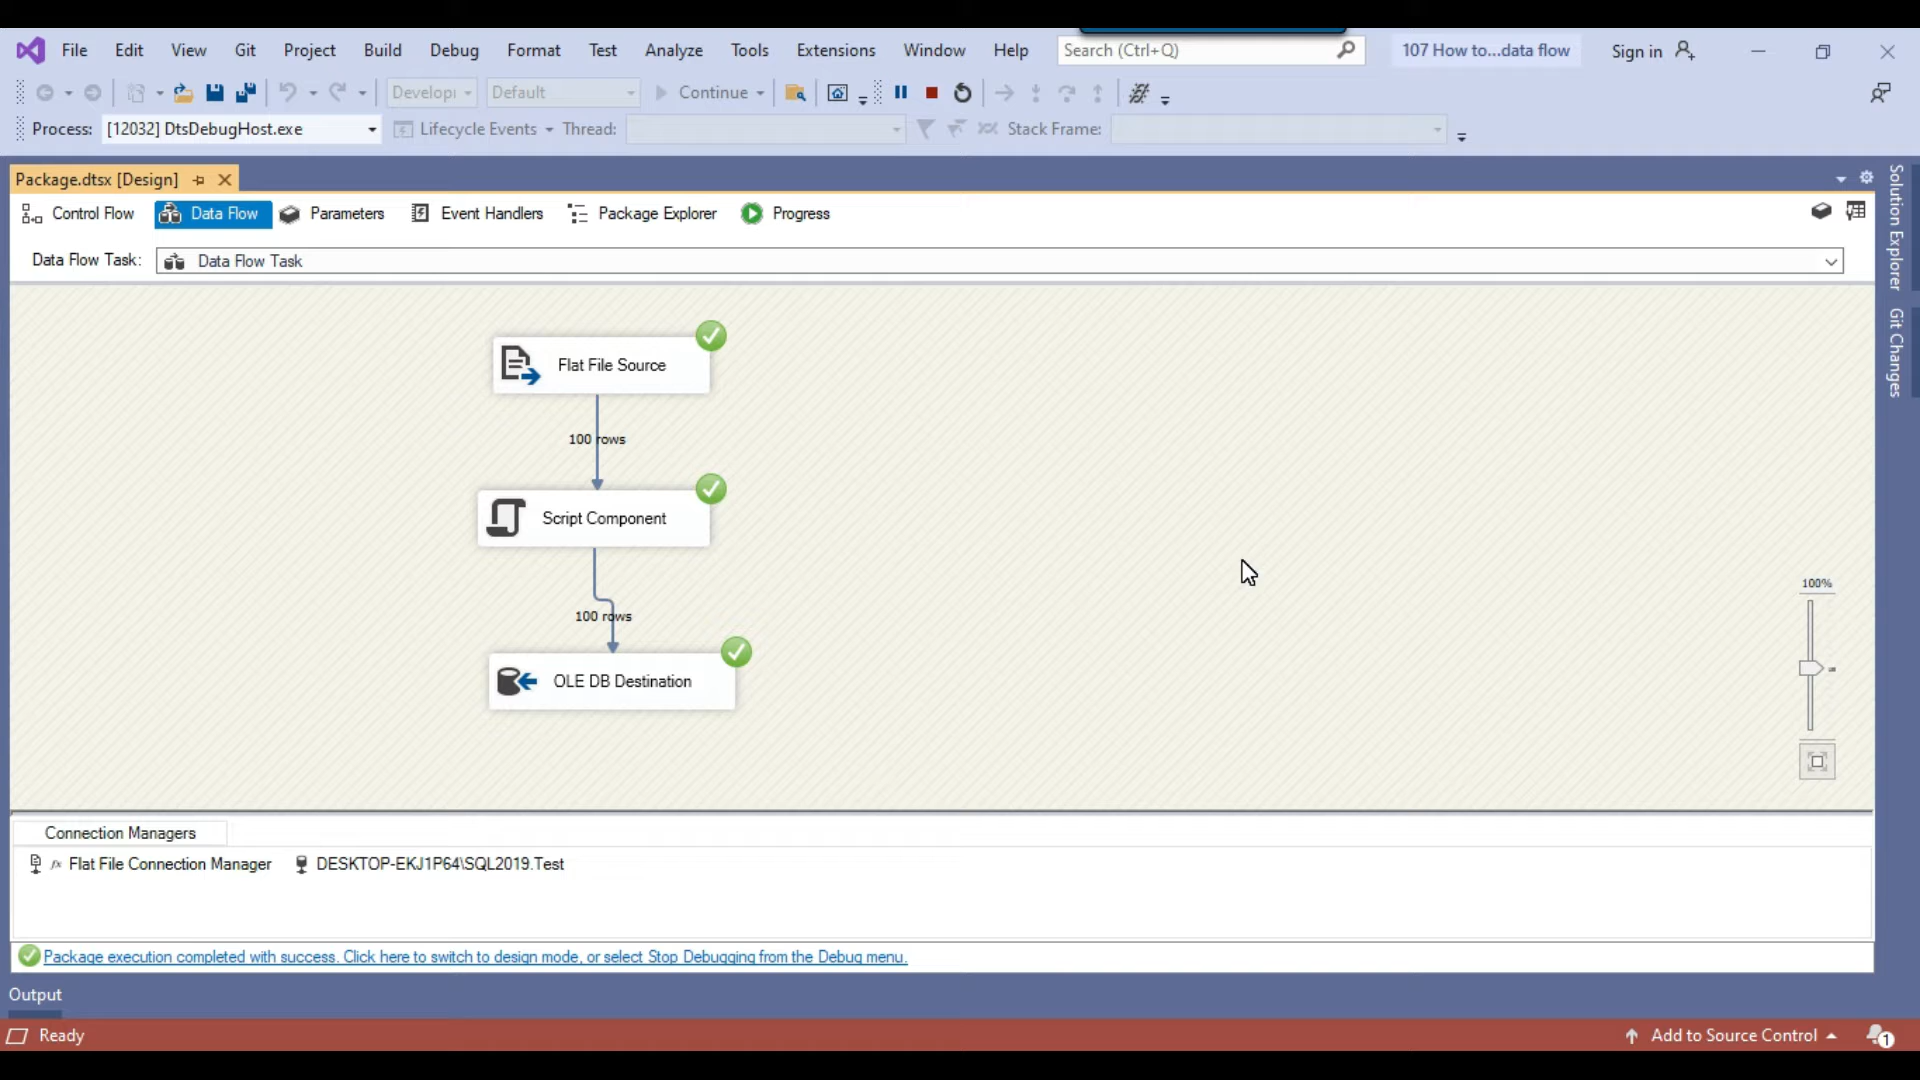 File Edit View Git Project Build Debug Format Test Analyze Tools Extensions Window Help Search (Ctrl+Q) 107 How to...data flow Sign in
Developi Default Continue
Process: [12032] DtsDebugHost.exe Lifecycle Events Thread: Stack Frame:
Package.dtsx [Design]
Control Flow Data Flow Parameters Event Handlers Package Explorer Progress
Data Flow Task: Data Flow Task
Solution Explorer
Git Changes
Flat File Source
100 rows
Script Component
100 rows
OLE DB Destination
100%
Connection Managers
fx Flat File Connection Manager DESKTOP-EKJ1P64\SQL2019.Test
Package execution completed with success. Click here to switch to design mode, or select Stop Debugging from the Debug menu.
Output
Ready Add to Source Control 1